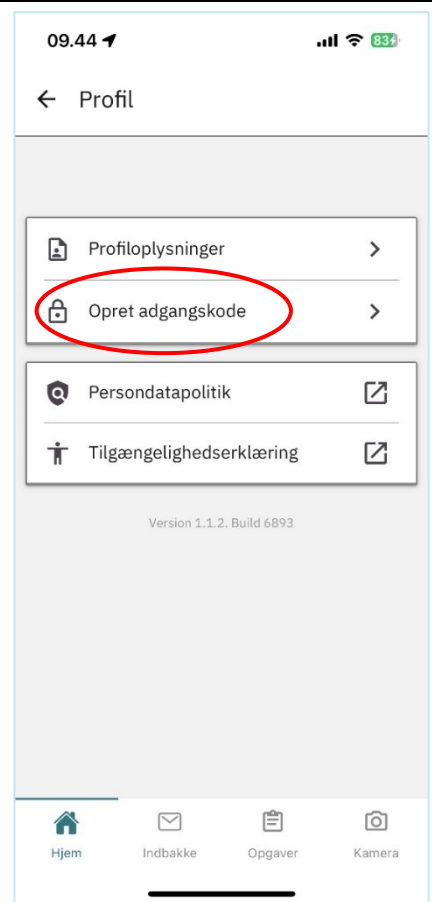 09.44
83
Profil
Profiloplysninger
Opret adgangskode
Persondatapolitik
Tilgængelighedserklæring
Version 1.1.2. Build 6893
Hjem Indbakke Opgaver Kamera